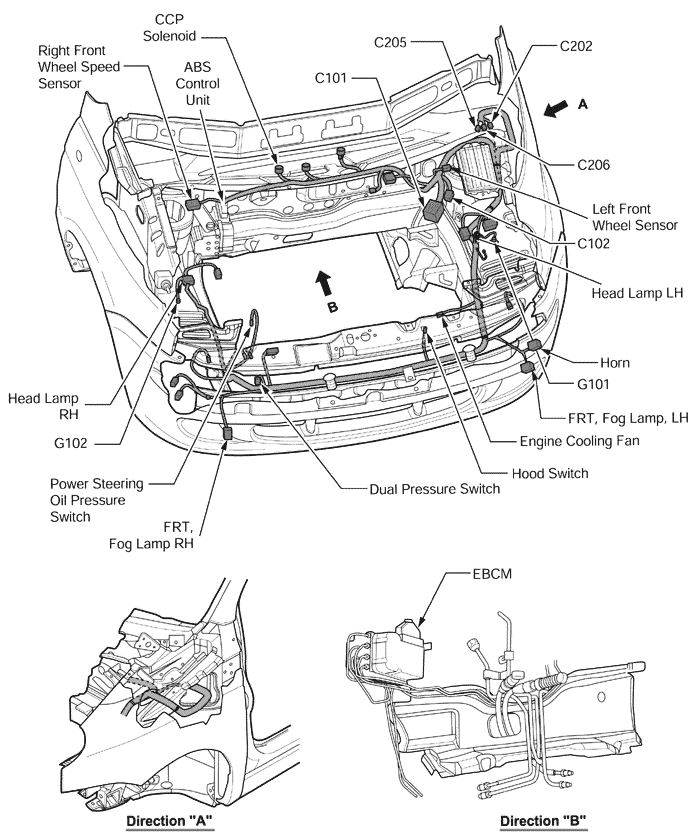 CCP
Solenoid
C205
C202
Right Front
Wheel Speed
Sensor
ABS
Control
Unit
C101
A
C206
Left Front
Wheel Sensor
C102
Head Lamp LH
B
Horn
G101
Head Lamp
RH
FRT, Fog Lamp, LH
G102
Engine Cooling Fan
Hood Switch
Power Steering
Oil Pressure
Switch
Dual Pressure Switch
FRT,
Fog Lamp RH
EBCM
Direction "A"
Direction "B"